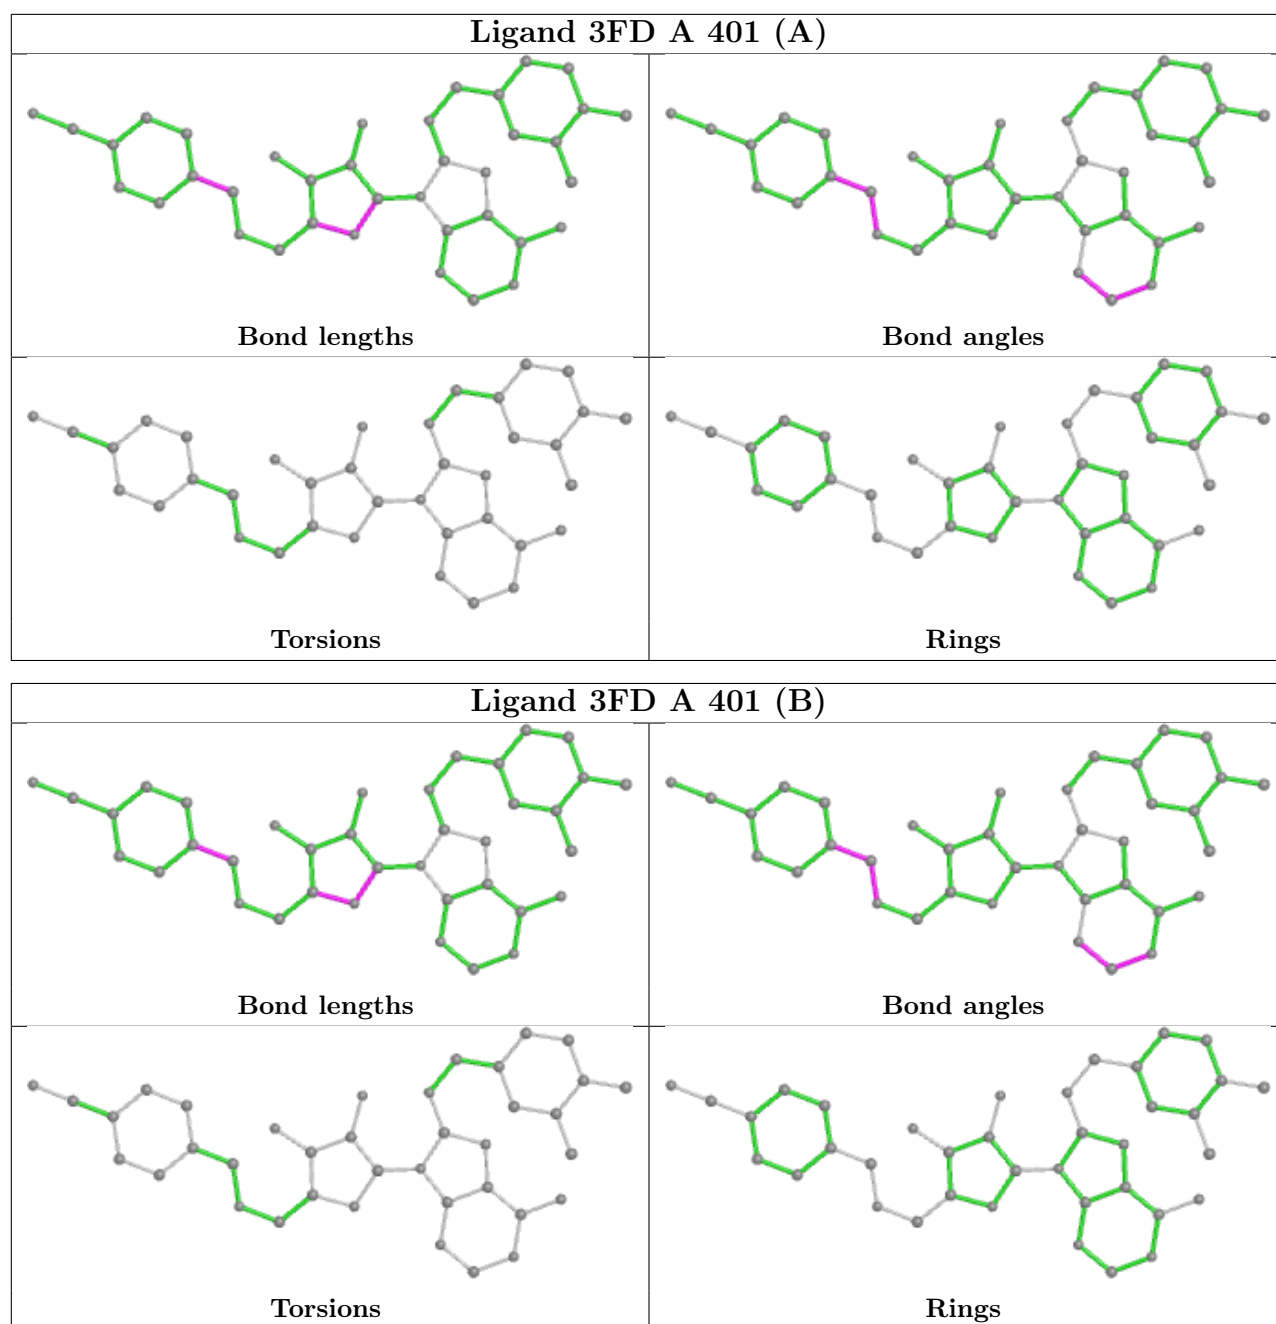 Ligand 3FD A 401 (A)
Bond lengths
Bond angles
Torsions
Rings
Ligand 3FD A 401 (B)
Bond lengths
Bond angles
Torsions
Rings